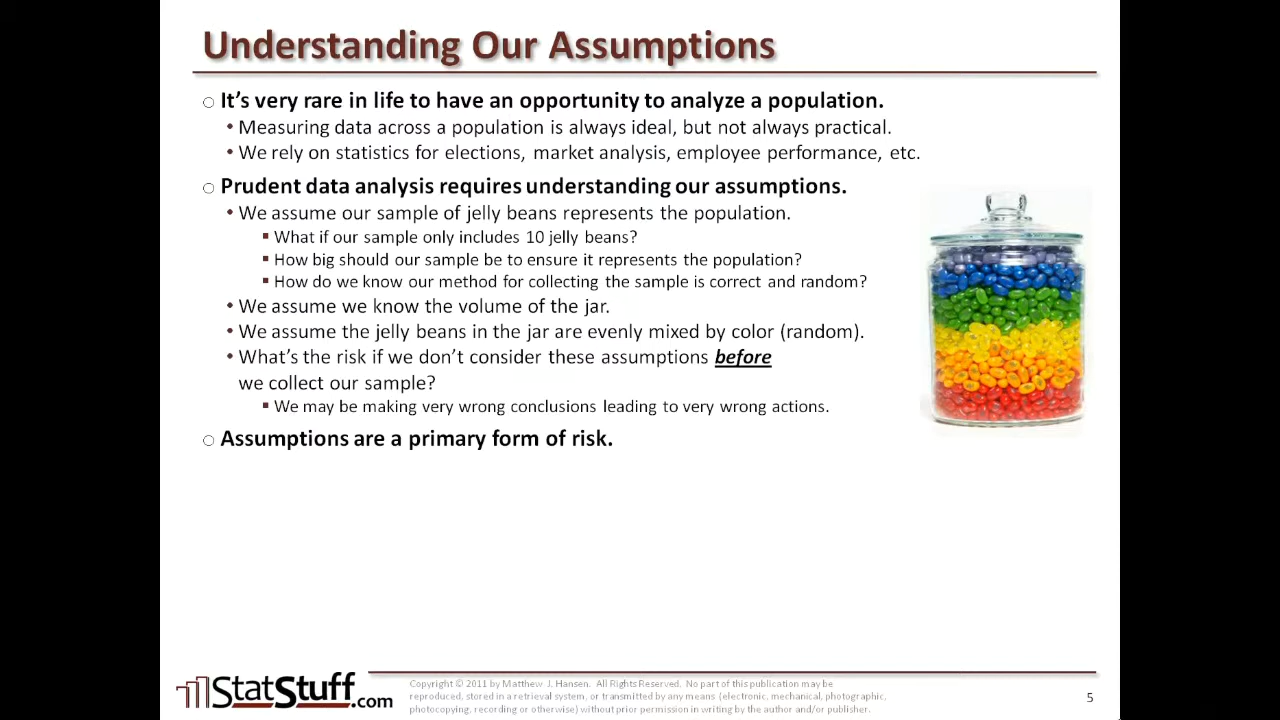 Understanding Our Assumptions
○ It's very rare in life to have an opportunity to analyze a population.
• Measuring data across a population is always ideal, but not always practical.
• We rely on statistics for elections, market analysis, employee performance, etc.
○ Prudent data analysis requires understanding our assumptions.
• We assume our sample of jelly beans represents the population.
▪ What if our sample only includes 10 jelly beans?
▪ How big should our sample be to ensure it represents the population?
▪ How do we know our method for collecting the sample is correct and random?
• We assume we know the volume of the jar.
• We assume the jelly beans in the jar are evenly mixed by color (random).
• What's the risk if we don't consider these assumptions before
we collect our sample?
▪ We may be making very wrong conclusions leading to very wrong actions.
○ Assumptions are a primary form of risk.
StatStuff.com
Copyright © 2011 by Matthew J. Hansen. All Rights Reserved. No part of this publication may be
reproduced, stored in a retrieval system, or transmitted by any means (electronic, mechanical, photographic,
photocopying, recording or otherwise) without prior permission in writing by the author and/or publisher.
5